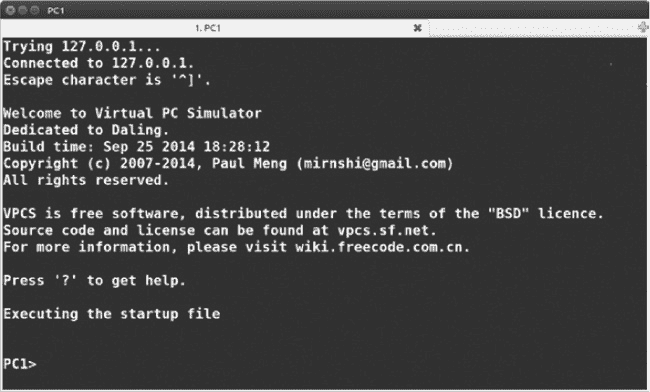 PC1
1. PC1
Trying 127.0.0.1...
Connected to 127.0.0.1.
Escape character is '^]'.
Welcome to Virtual PC Simulator
Dedicated to Daling.
Build time: Sep 25 2014 18:28:12
Copyright (c) 2007-2014, Paul Meng (mirnshi@gmail.com)
All rights reserved.
VPCS is free software, distributed under the terms of the "BSD" licence.
Source code and license can be found at vpcs.sf.net.
For more information, please visit wiki.freecode.com.cn.
Press '?' to get help.
Executing the startup file
PC1>